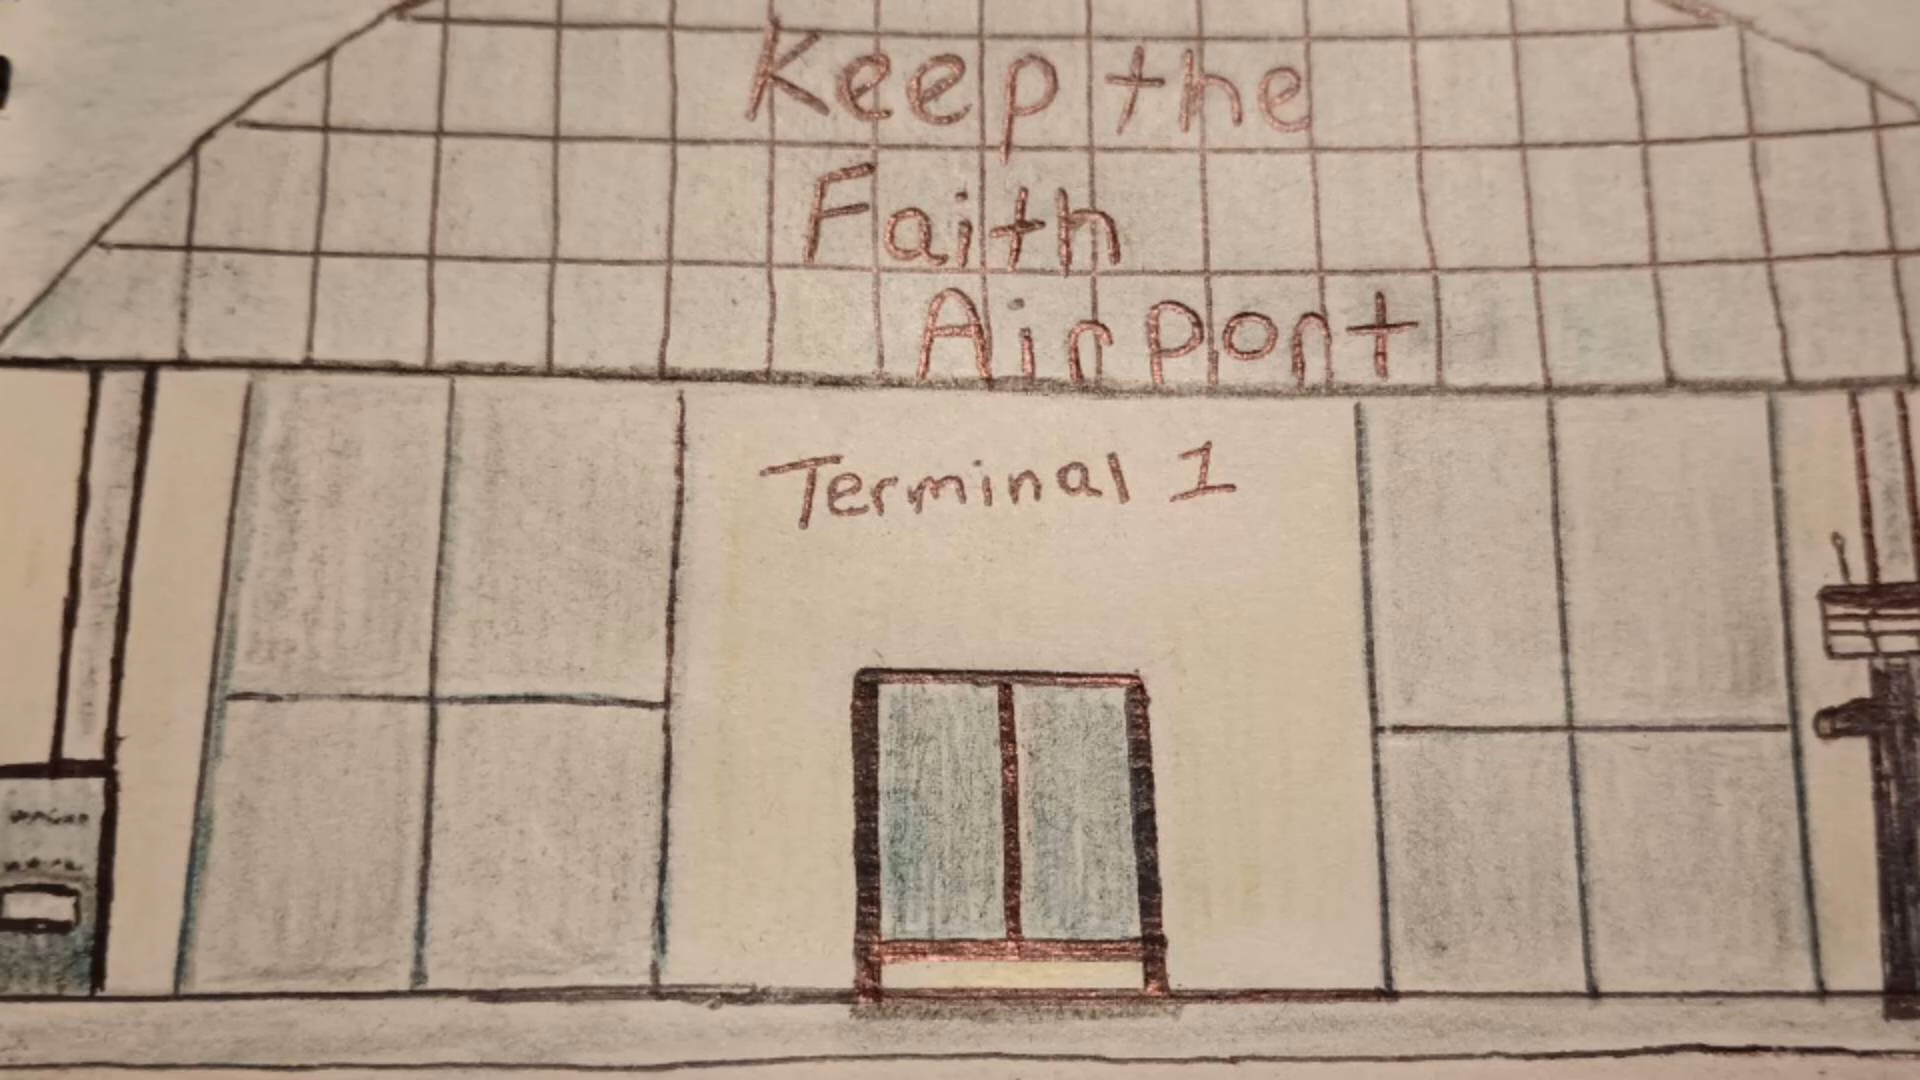 Keep the
Faith
Airport
Terminal 1